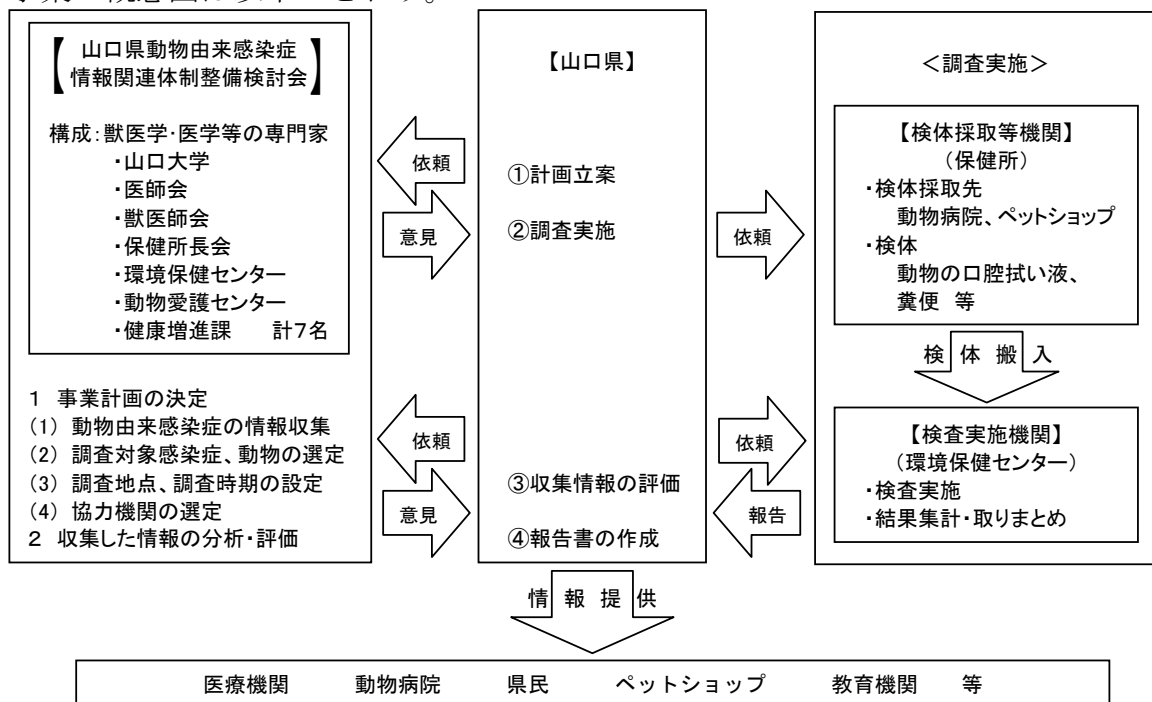 【山口県動物由来感染症
情報関連体制整備検討会】
構成:獣医学・医学等の専門家
・山口大学
・医師会
・獣医師会
・保健所長会
・環境保健センター
・動物愛護センター
・健康増進課 計7名
1 事業計画の決定
(1) 動物由来感染症の情報収集
(2) 調査対象感染症、動物の選定
(3) 調査地点、調査時期の設定
(4) 協力機関の選定
2 収集した情報の分析・評価
依頼
意見
依頼
意見
【山口県】
①計画立案
②調査実施
③収集情報の評価
④報告書の作成
依頼
依頼
報告
<調査実施>
【検体採取等機関】
(保健所)
・検体採取先
動物病院、ペットショップ
・検体
動物の口腔拭い液、
糞便 等
検体搬入
【検査実施機関】
(環境保健センター)
・検査実施
・結果集計・取りまとめ
情報提供
医療機関 動物病院 県民 ペットショップ 教育機関 等